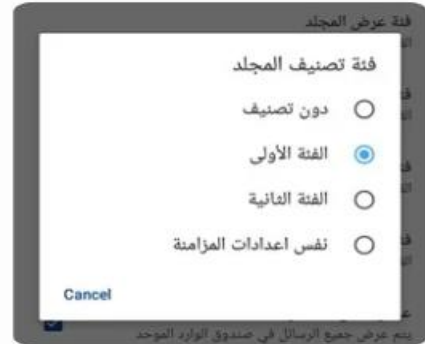 فئة عرض المجلد
فئة تصنيف المجلد
دون تصنيف
الفئة الأولى
الفئة الثانية
نفس اعدادات المزامنة
Cancel
يتم عرض جميع الرسائل في صندوق الوارد الموحد